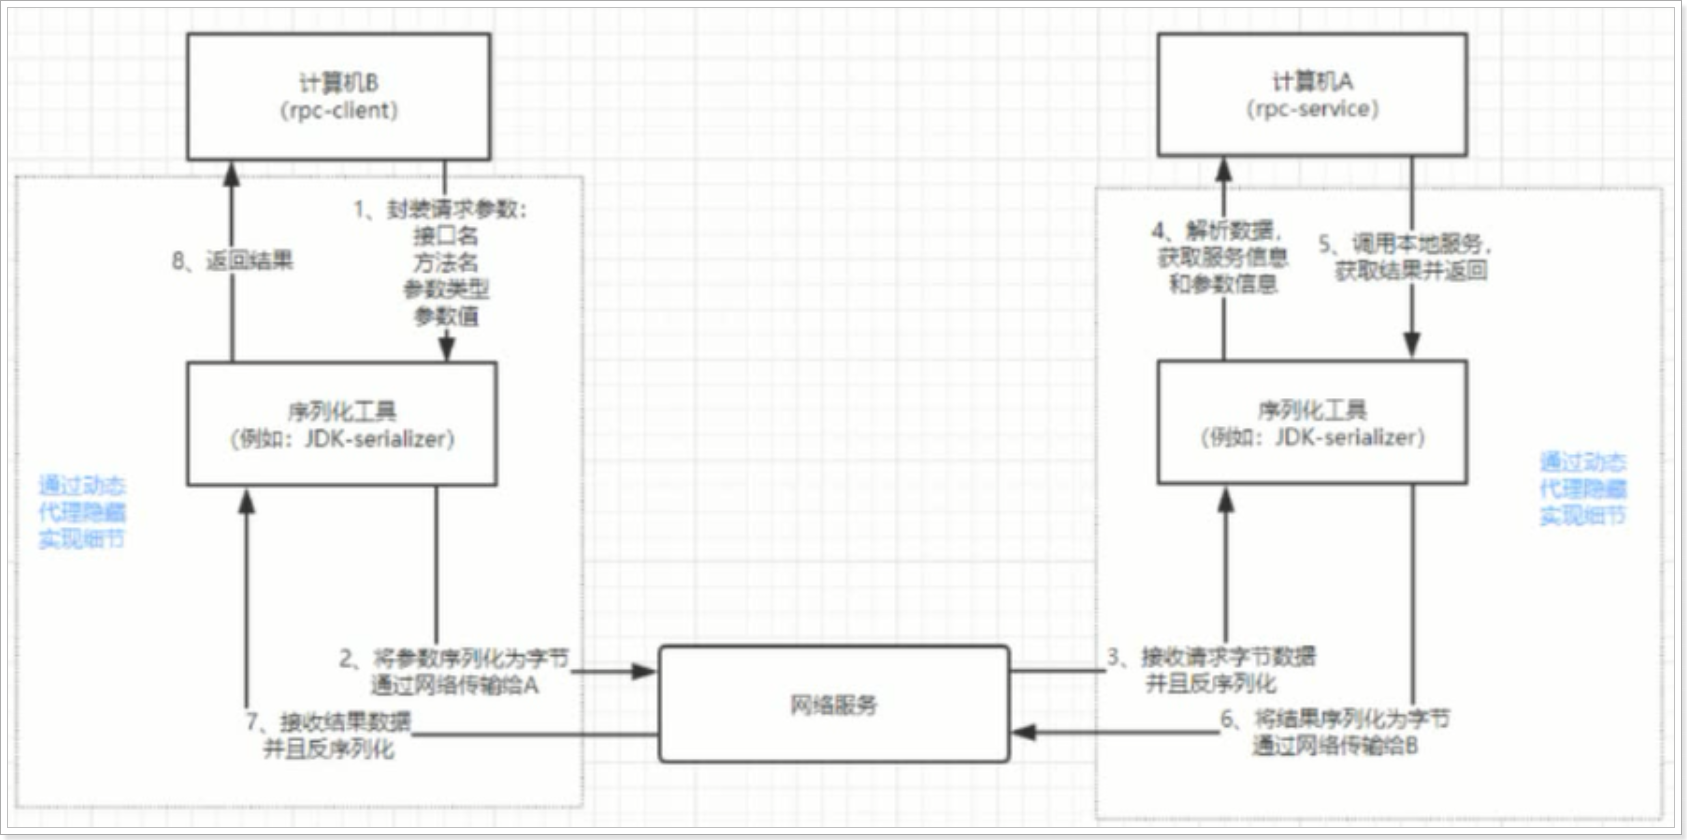 计算机B
（rpc-client）
计算机A
（rpc-service）
1、封装请求参数：
接口名
方法名
参数类型
参数值
8、返回结果
4、解析数据，
获取服务信息
和参数信息
5、调用本地服务，
获取结果并返回
序列化工具
（例如：JDK-serializer）
序列化工具
（例如：JDK-serializer）
通过动态
代理隐藏
实现细节
通过动态
代理隐藏
实现细节
2、将参数序列化为字节
通过网络传输给A
7、接收结果数据
并且反序列化
网络服务
3、接收请求字节数据
并且反序列化
6、将结果序列化为字节
通过网络传输给B